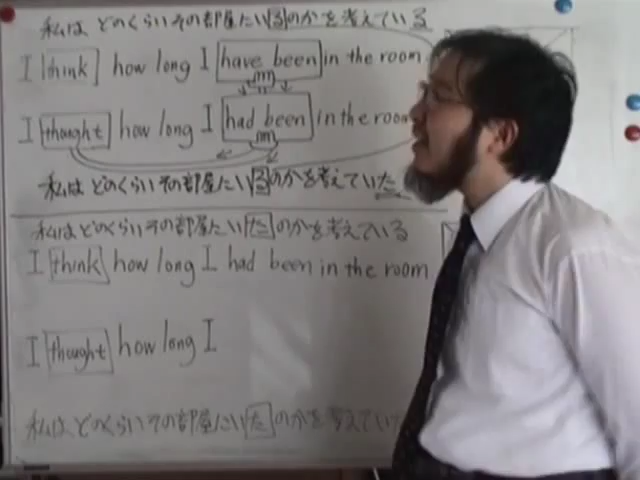 私は どのくらいその部屋にいるのかを考えている
I think how long I have been in the room
I thought how long I had been in the room
私は どのくらいその部屋にいるのかを考えていた
私はどのくらいその部屋にいたのかを考えている
I think how long I had been in the room
I thought how long I
私は どのくらいその部屋にいたのかを考えていた